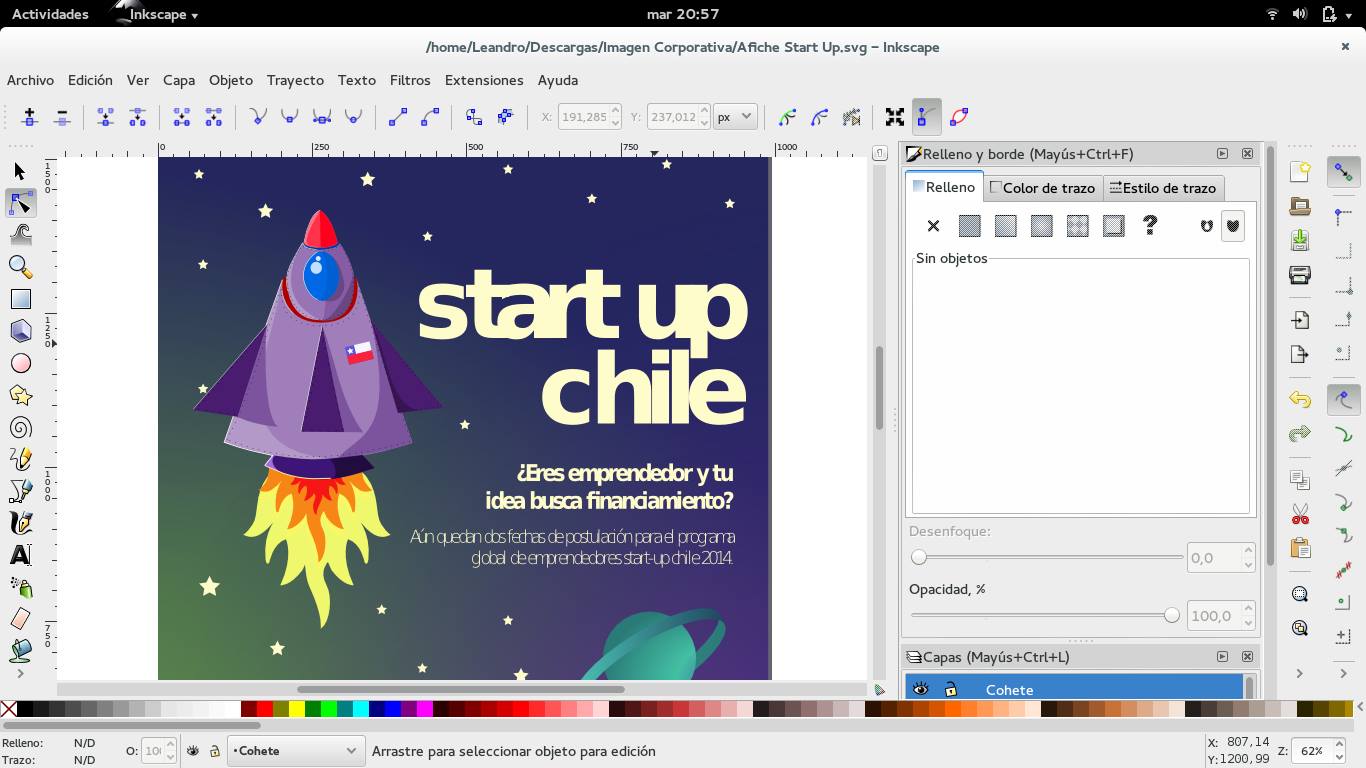 Actividades
Inkscape
mar 20:57
/home/Leandro/Descargas/Imagen Corporativa/Afiche Start Up.svg – Inkscape
Archivo Edición Ver Capa Objeto Trayecto Texto Filtros Extensiones Ayuda
X: 191,285 Y: 237,012 px
0 250 500 750 1000
1500
1250
1000
750
start up
chile
¿Eres emprendedor y tu
idea busca financiamiento?
Aún quedan dos fechas de postulación para el programa
global de emprendedores start-up chile 2014.
Relleno y borde (Mayús+Ctrl+F)
Relleno Color de trazo Estilo de trazo
Sin objetos
Desenfoque:
0,0
Opacidad, %
100,0
Capas (Mayús+Ctrl+L)
Cohete
Relleno: N/D
Trazo: N/D
O: 10
Cohete
Arrastre para seleccionar objeto para edición
X: 807,14
Y: 1200,99
Z: 62%